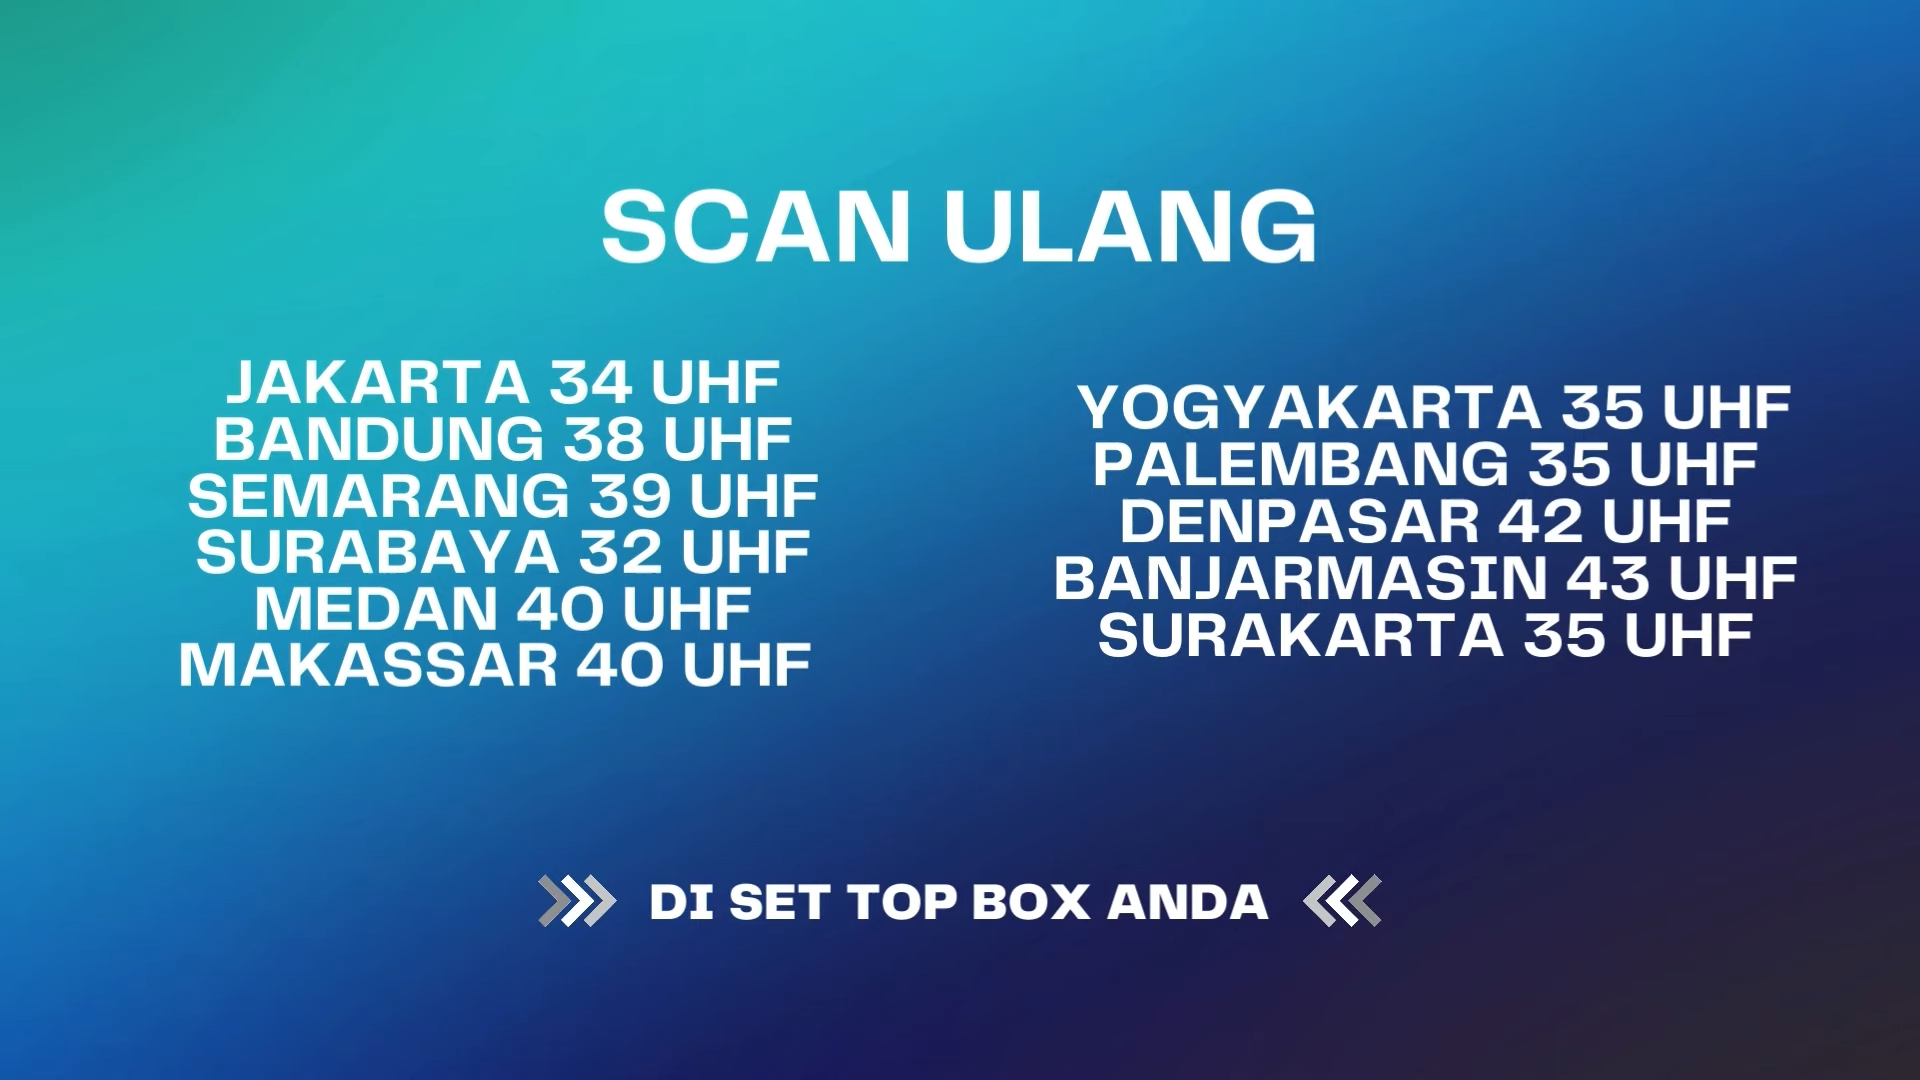 SCAN ULANG
JAKARTA 34 UHF
BANDUNG 38 UHF
SEMARANG 39 UHF
SURABAYA 32 UHF
MEDAN 40 UHF
MAKASSAR 40 UHF
YOGYAKARTA 35 UHF
PALEMBANG 35 UHF
DENPASAR 42 UHF
BANJARMASIN 43 UHF
SURAKARTA 35 UHF
DI SET TOP BOX ANDA